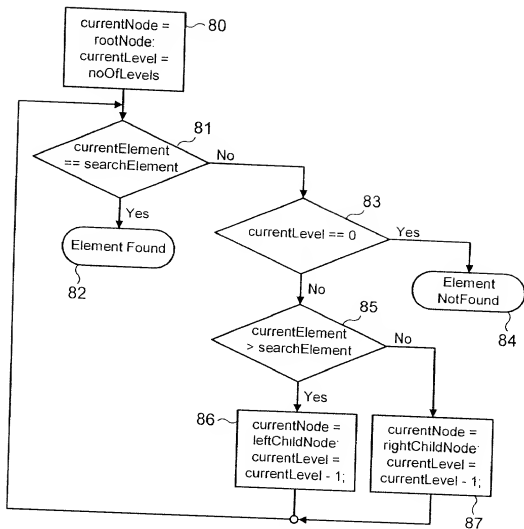 currentNode =
rootNode:
currentLevel =
noOfLevels
80
currentElement
== searchElement
81
No
Yes
Element Found
82
currentLevel == 0
83
Yes
No
Element
NotFound
84
currentElement
> searchElement
85
No
Yes
86
currentNode =
leftChildNode:
currentLevel =
currentLevel - 1;
currentNode =
rightChildNode:
currentLevel =
currentLevel - 1;
87